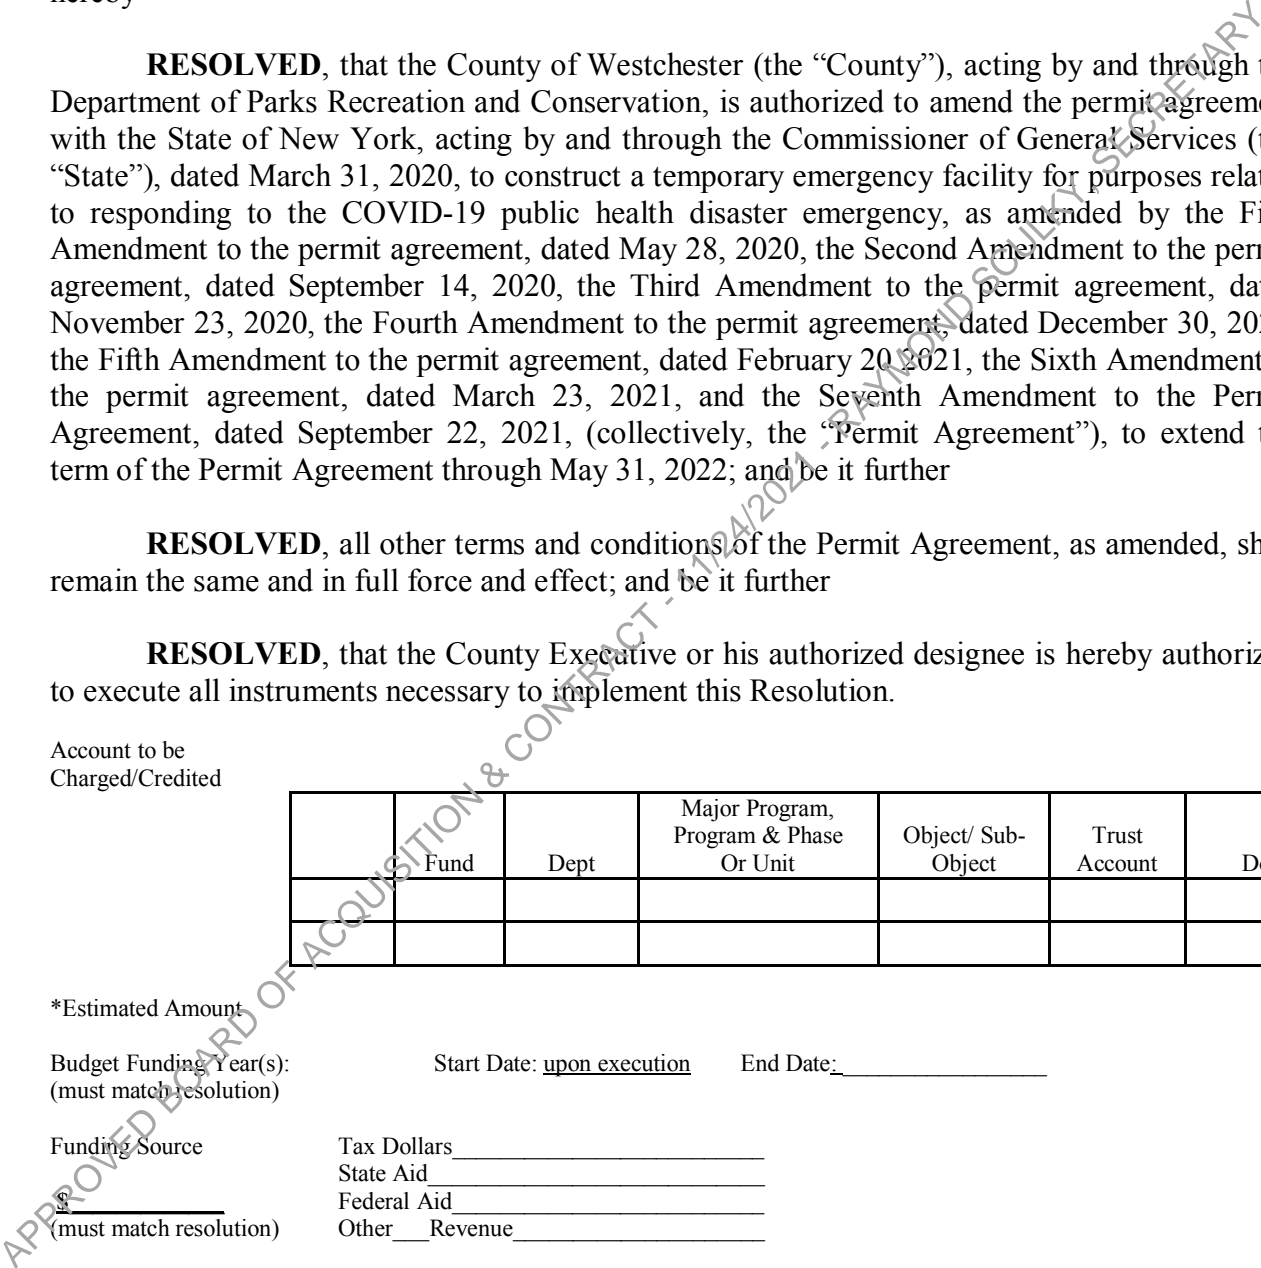 hereby
RESOLVED, that the County of Westchester (the “County”), acting by and through t
Department of Parks Recreation and Conservation, is authorized to amend the permit agreeme
with the State of New York, acting by and through the Commissioner of General Services (t
“State”), dated March 31, 2020, to construct a temporary emergency facility for purposes relat
to responding to the COVID-19 public health disaster emergency, as amended by the Fi
Amendment to the permit agreement, dated May 28, 2020, the Second Amendment to the perm
agreement, dated September 14, 2020, the Third Amendment to the permit agreement, dat
November 23, 2020, the Fourth Amendment to the permit agreement, dated December 30, 202
the Fifth Amendment to the permit agreement, dated February 20 2021, the Sixth Amendment
the permit agreement, dated March 23, 2021, and the Seventh Amendment to the Perm
Agreement, dated September 22, 2021, (collectively, the “Permit Agreement”), to extend t
term of the Permit Agreement through May 31, 2022; and be it further
RESOLVED, all other terms and conditions of the Permit Agreement, as amended, sh
remain the same and in full force and effect; and be it further
RESOLVED, that the County Executive or his authorized designee is hereby authoriz
to execute all instruments necessary to implement this Resolution.
Account to be
Charged/Credited
Major Program,
Program & Phase Object/ Sub- Trust
Fund Dept Or Unit Object Account D
*Estimated Amount
Budget Funding Year(s): Start Date: upon execution End Date:_________________
(must match resolution)
Funding Source Tax Dollars__________________________
State Aid____________________________
$_____________ Federal Aid__________________________
(must match resolution) Other___Revenue_____________________
APPROVED BOARD OF ACQUISITION & CONTRACT - 11/24/2021 - RAYMOND SOULKY, SECRETARY